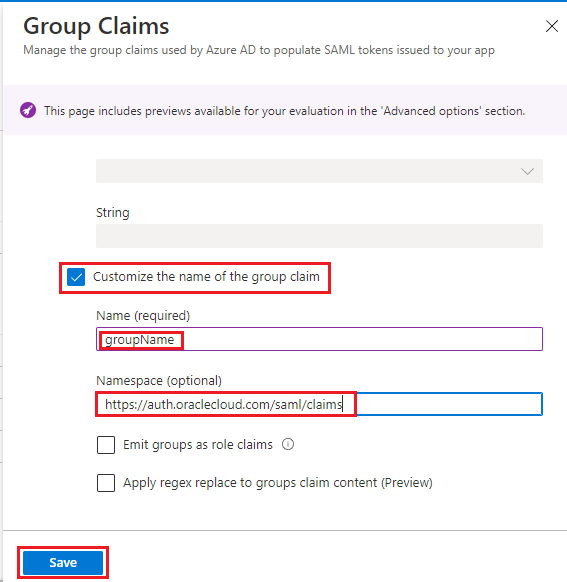 Group Claims
Manage the group claims used by Azure AD to populate SAML tokens issued to your app
This page includes previews available for your evaluation in the 'Advanced options' section.
String
Customize the name of the group claim
Name (required)
groupName
Namespace (optional)
https://auth.oraclecloud.com/saml/claims
Emit groups as role claims
Apply regex replace to groups claim content (Preview)
Save